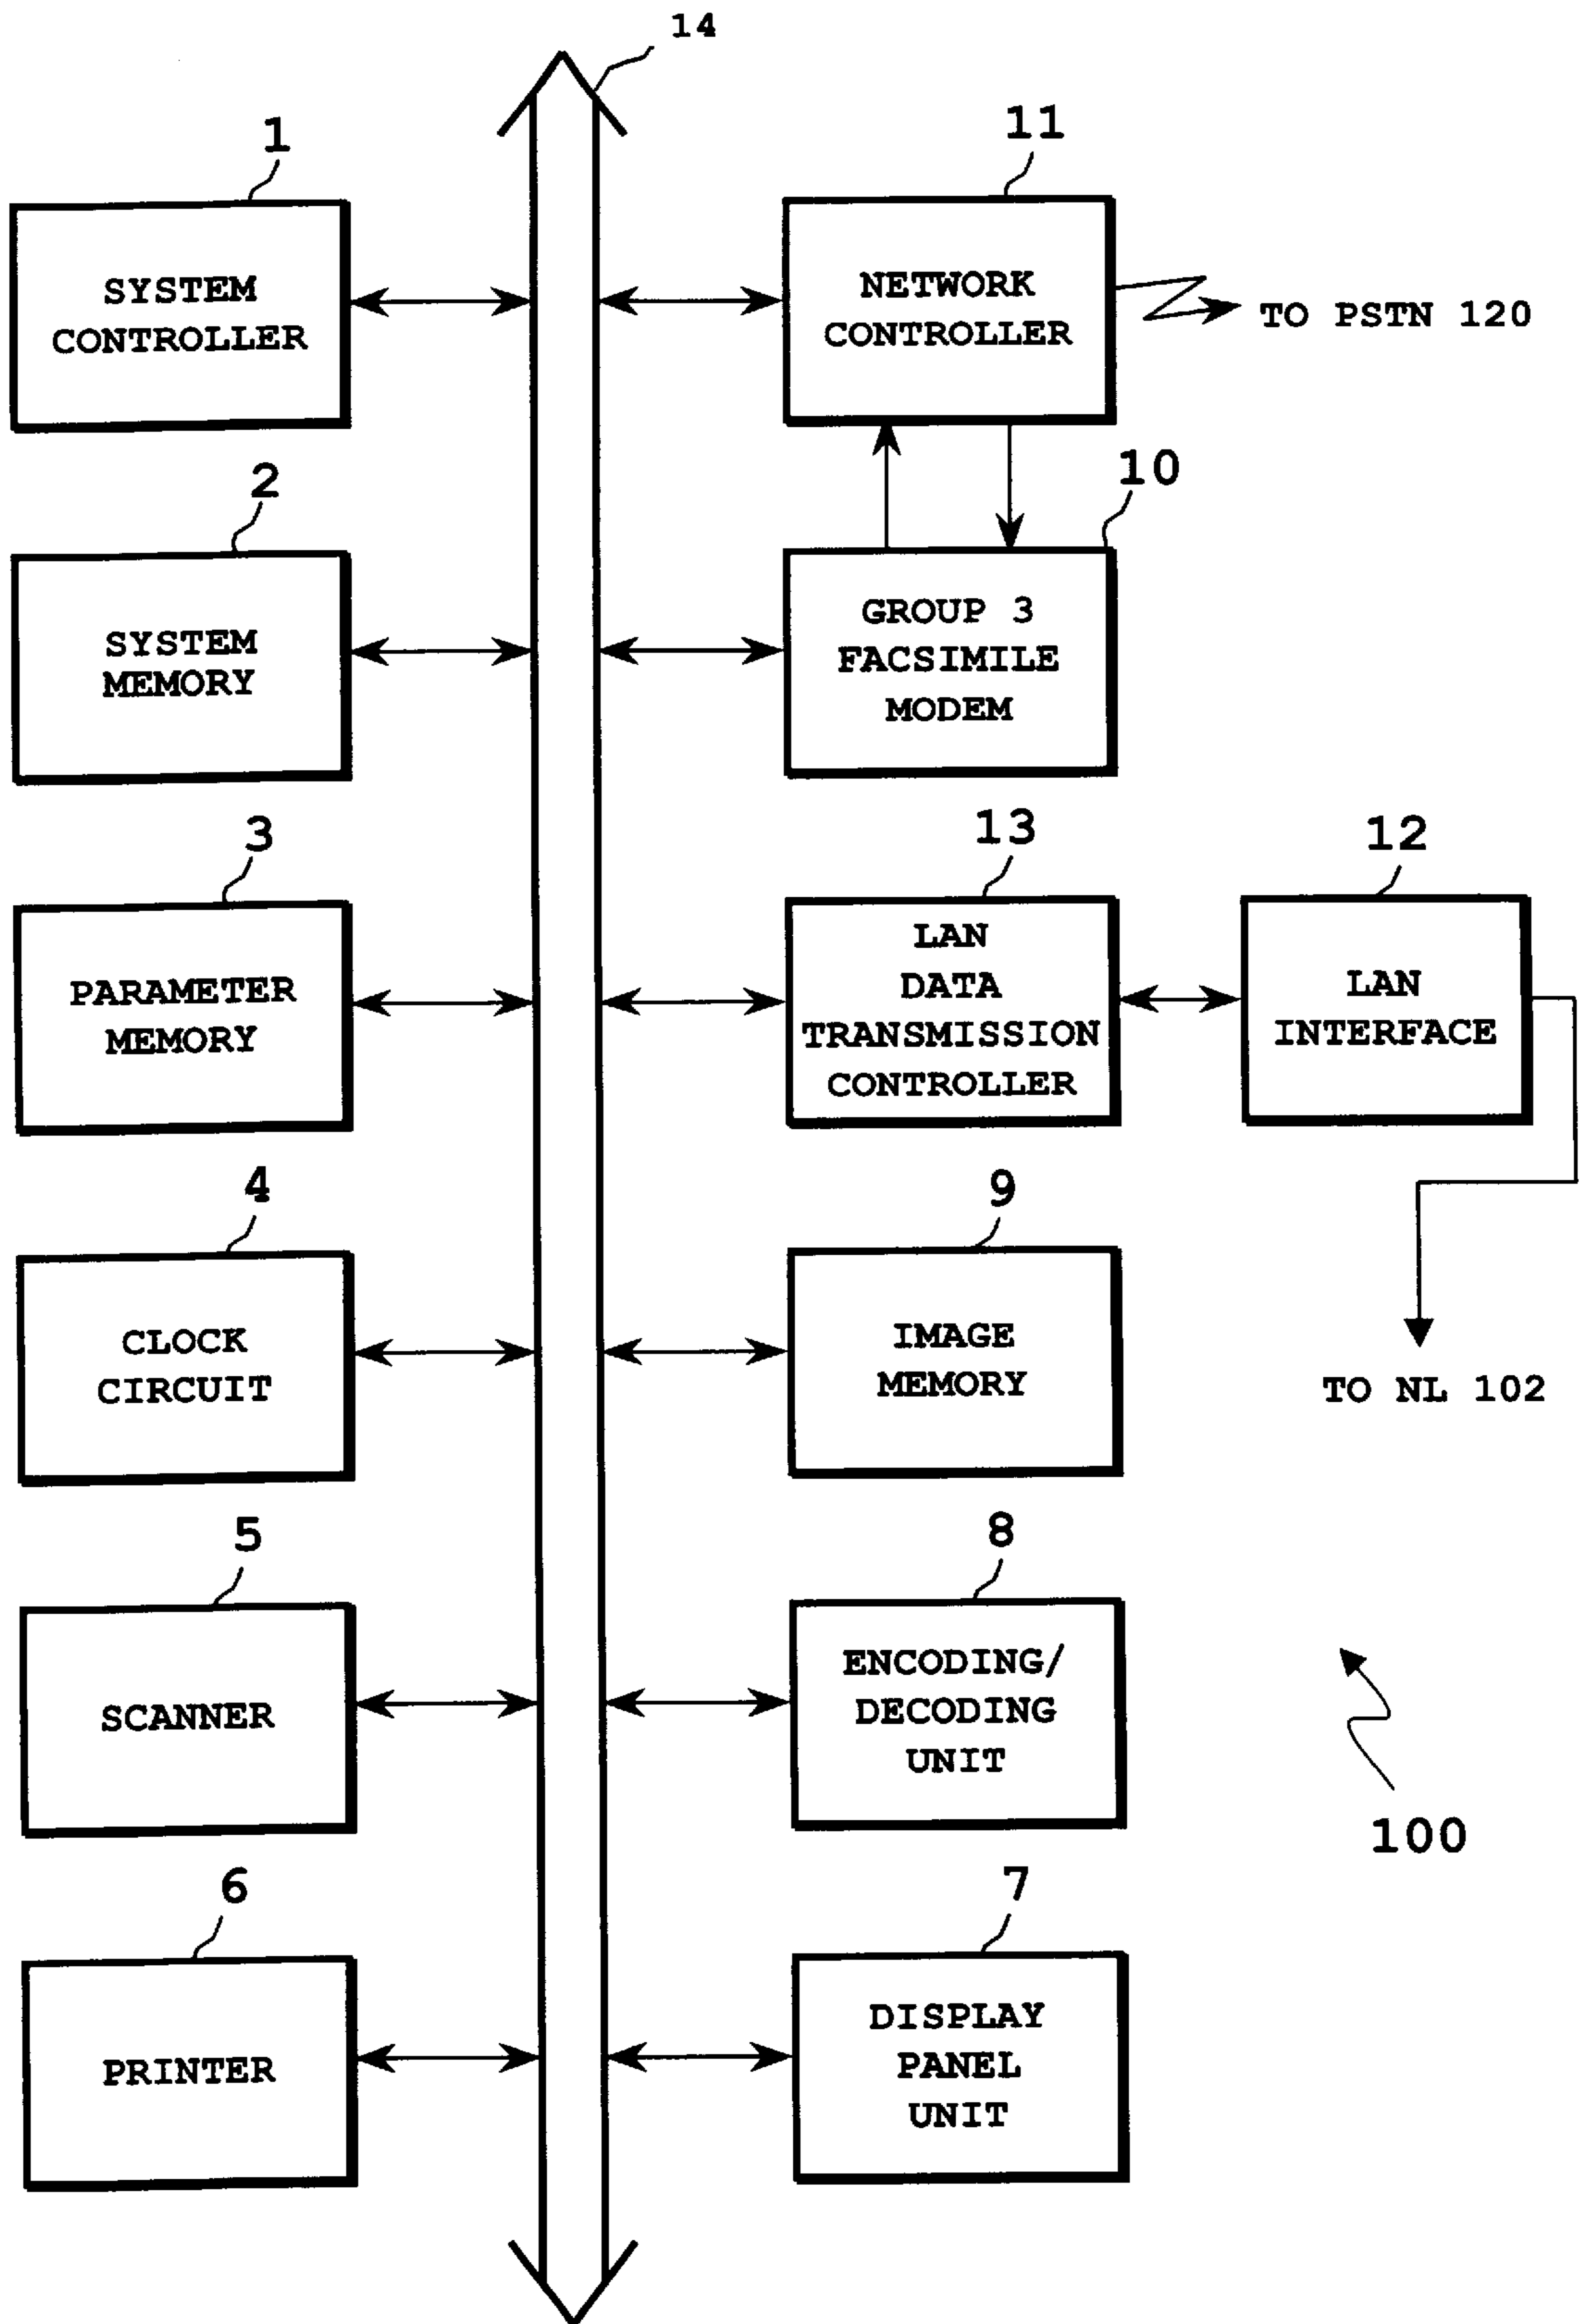 14
1
SYSTEM
CONTROLLER
11
NETWORK
CONTROLLER
TO PSTN 120
2
SYSTEM
MEMORY
10
GROUP 3
FACSIMILE
MODEM
3
PARAMETER
MEMORY
13
LAN
DATA
TRANSMISSION
CONTROLLER
12
LAN
INTERFACE
TO NL 102
4
CLOCK
CIRCUIT
9
IMAGE
MEMORY
5
SCANNER
8
ENCODING/
DECODING
UNIT
100
6
PRINTER
7
DISPLAY
PANEL
UNIT